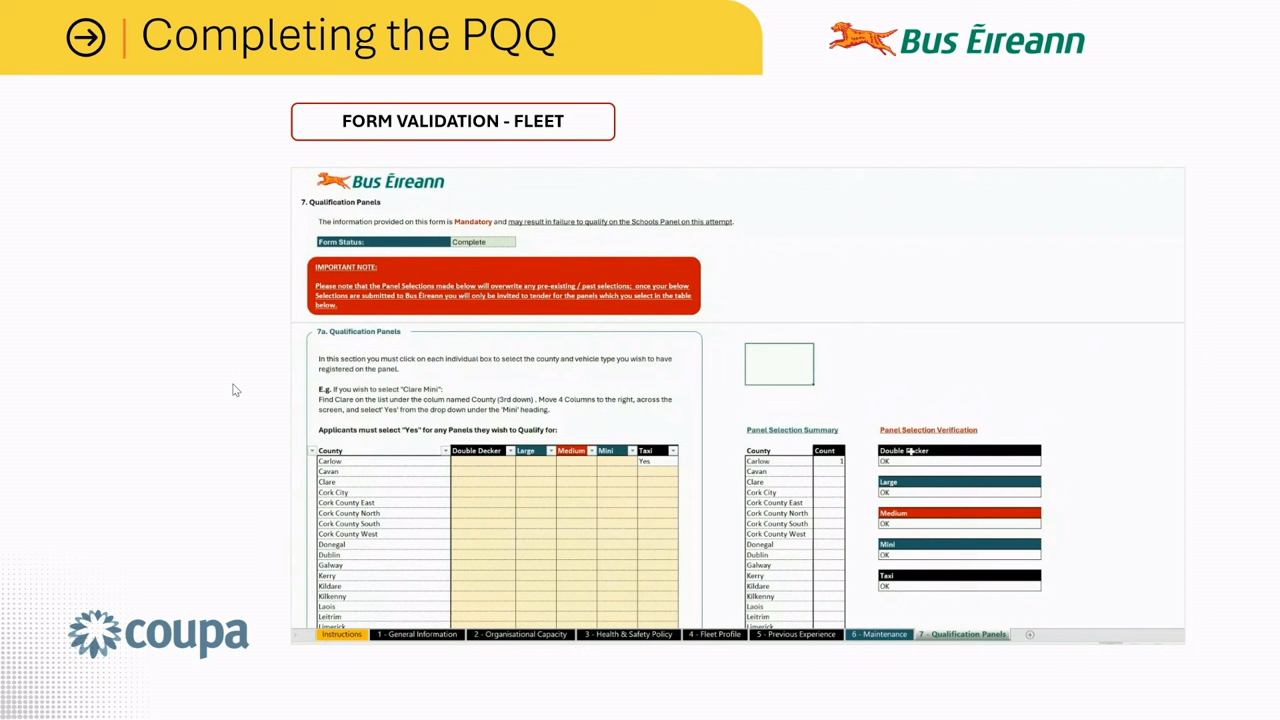 Completing the PQQ
Bus Éireann
FORM VALIDATION - FLEET
Bus Éireann
7. Qualification Panels
The information provided on this form is Mandatory and may result in failure to qualify on the Schools Panel on this attempt.
Form Status: Complete
IMPORTANT NOTE:
Please note that the Panel Selections made below will overwrite any pre-existing / past selections; once your below
Selections are submitted to Bus Éireann you will only be invited to tender for the panels which you select in the table
below.
7a. Qualification Panels
In this section you must click on each individual box to select the county and vehicle type you wish to have
registered on the panel.
E.g. If you wish to select "Clare Mini":
Find Clare on the list under the colum named County (3rd down) . Move 4 Columns to the right, across the
screen, and select' Yes' from the drop down under the 'Mini' heading.
Applicants must select "Yes" for any Panels they wish to Qualify for:
County Double Decker Large Medium Mini Taxi
Carlow Yes
Cavan
Clare
Cork City
Cork County East
Cork County North
Cork County South
Cork County West
Donegal
Dublin
Galway
Kerry
Kildare
Kilkenny
Laois
Leitrim
Limerick
Panel Selection Summary
County Count
Carlow 1
Cavan
Clare
Cork City
Cork County East
Cork County North
Cork County South
Cork County West
Donegal
Dublin
Galway
Kerry
Kildare
Kilkenny
Laois
Leitrim
Limerick
Panel Selection Verification
Double Decker
OK
Large
OK
Medium
OK
Mini
OK
Taxi
OK
Instructions 1 - General Information 2 - Organisational Capacity 3 - Health & Safety Policy 4 - Fleet Profile 5 - Previous Experience 6 - Maintenance 7 - Qualification Panels
coupa